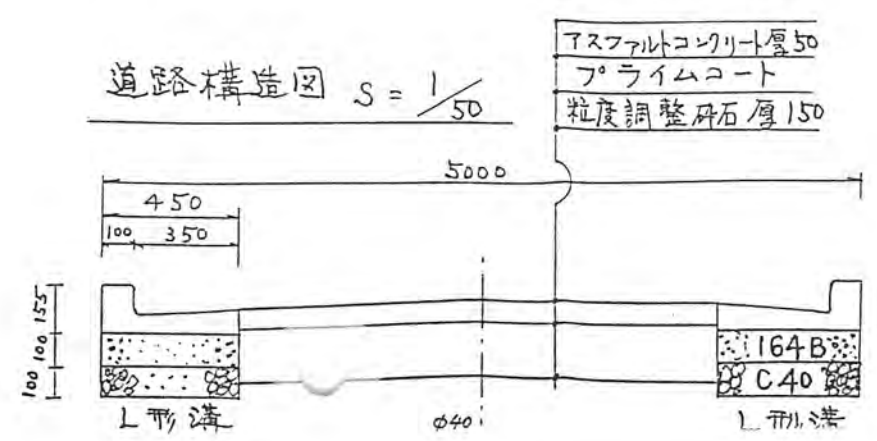 アスファルトコンクリート厚50
プライムコート
粒度調整砕石厚150
道路構造図 S = 1/50
5000
450
100 350
155
100
100
164B
C40
L形溝
φ40
L形溝